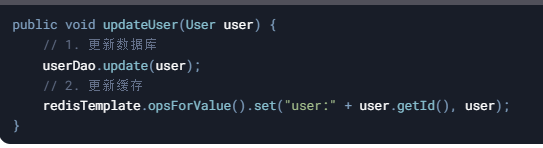 public void updateUser(User user) {
    // 1. 更新数据库
    userDao.update(user);
    // 2. 更新缓存
    redisTemplate.opsForValue().set("user:" + user.getId(), user);
}